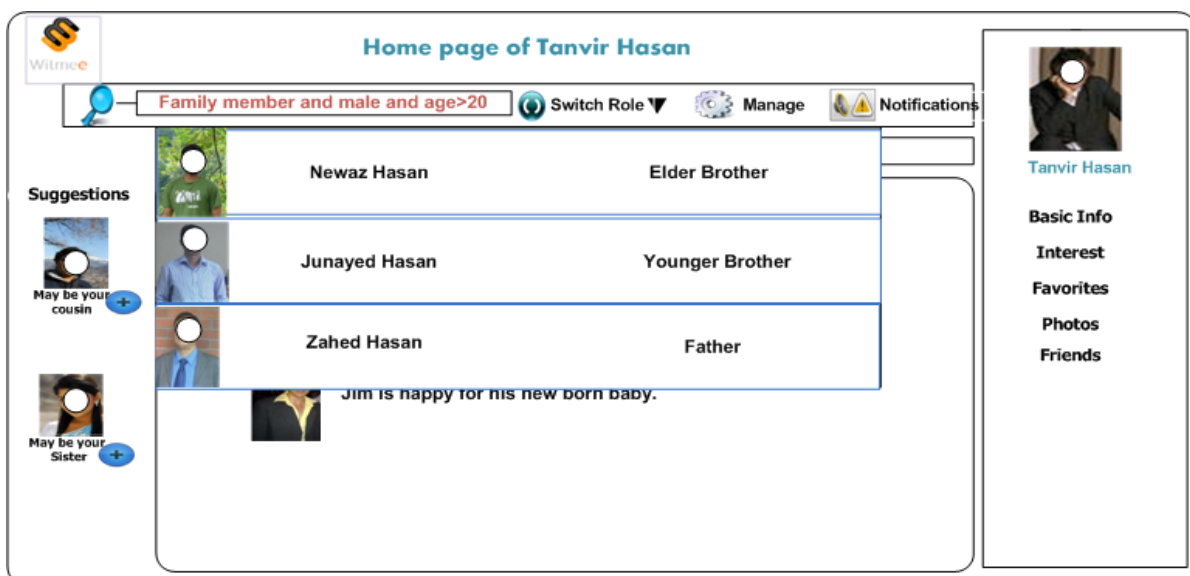 Witmee
Home page of Tanvir Hasan
Family member and male and age>20
Switch Role
Manage
Notifications
Newaz Hasan
Elder Brother
Junayed Hasan
Younger Brother
Zahed Hasan
Father
Jim is happy for his new born baby.
Suggestions
May be your
cousin
May be your
Sister
Tanvir Hasan
Basic Info
Interest
Favorites
Photos
Friends